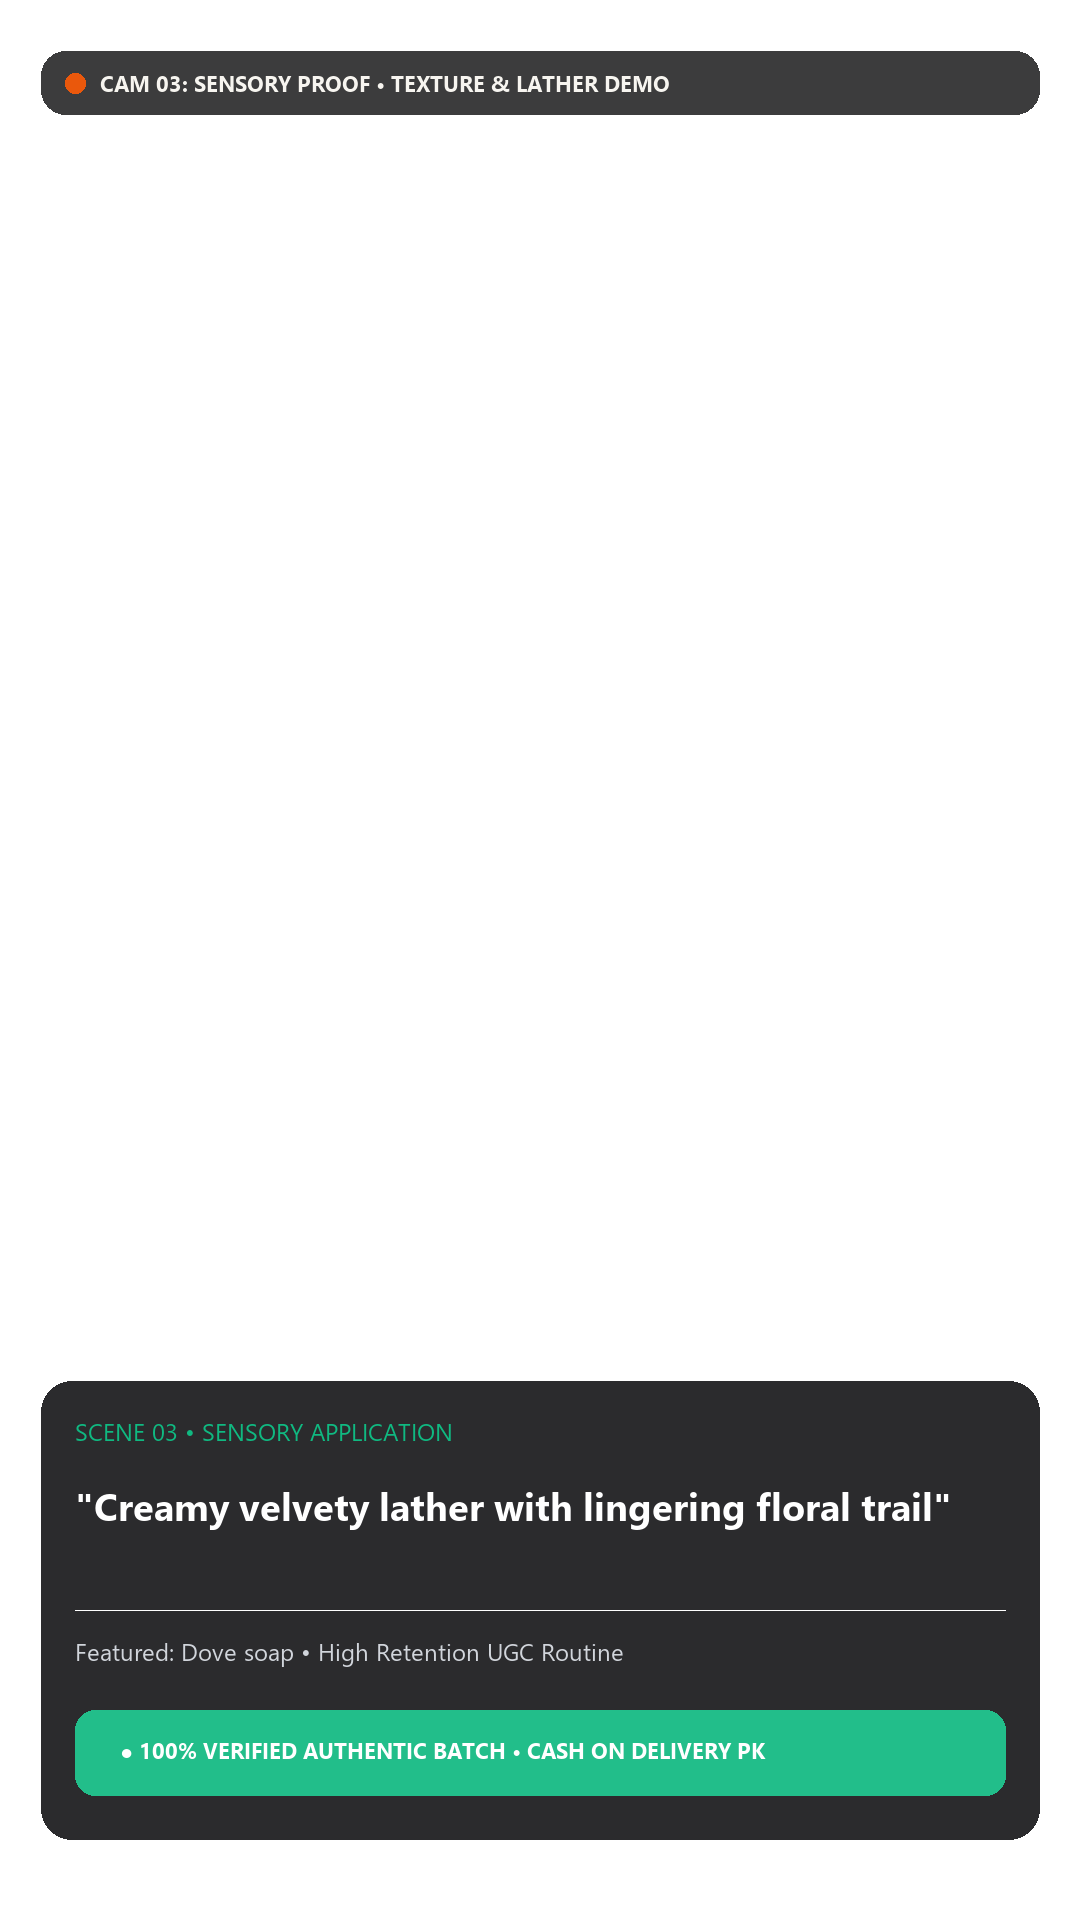 CAM 03: SENSORY PROOF • TEXTURE & LATHER DEMO
SCENE 03 • SENSORY APPLICATION
"Creamy velvety lather with lingering floral trail"
Featured: Dove soap • High Retention UGC Routine
• 100% VERIFIED AUTHENTIC BATCH • CASH ON DELIVERY PK